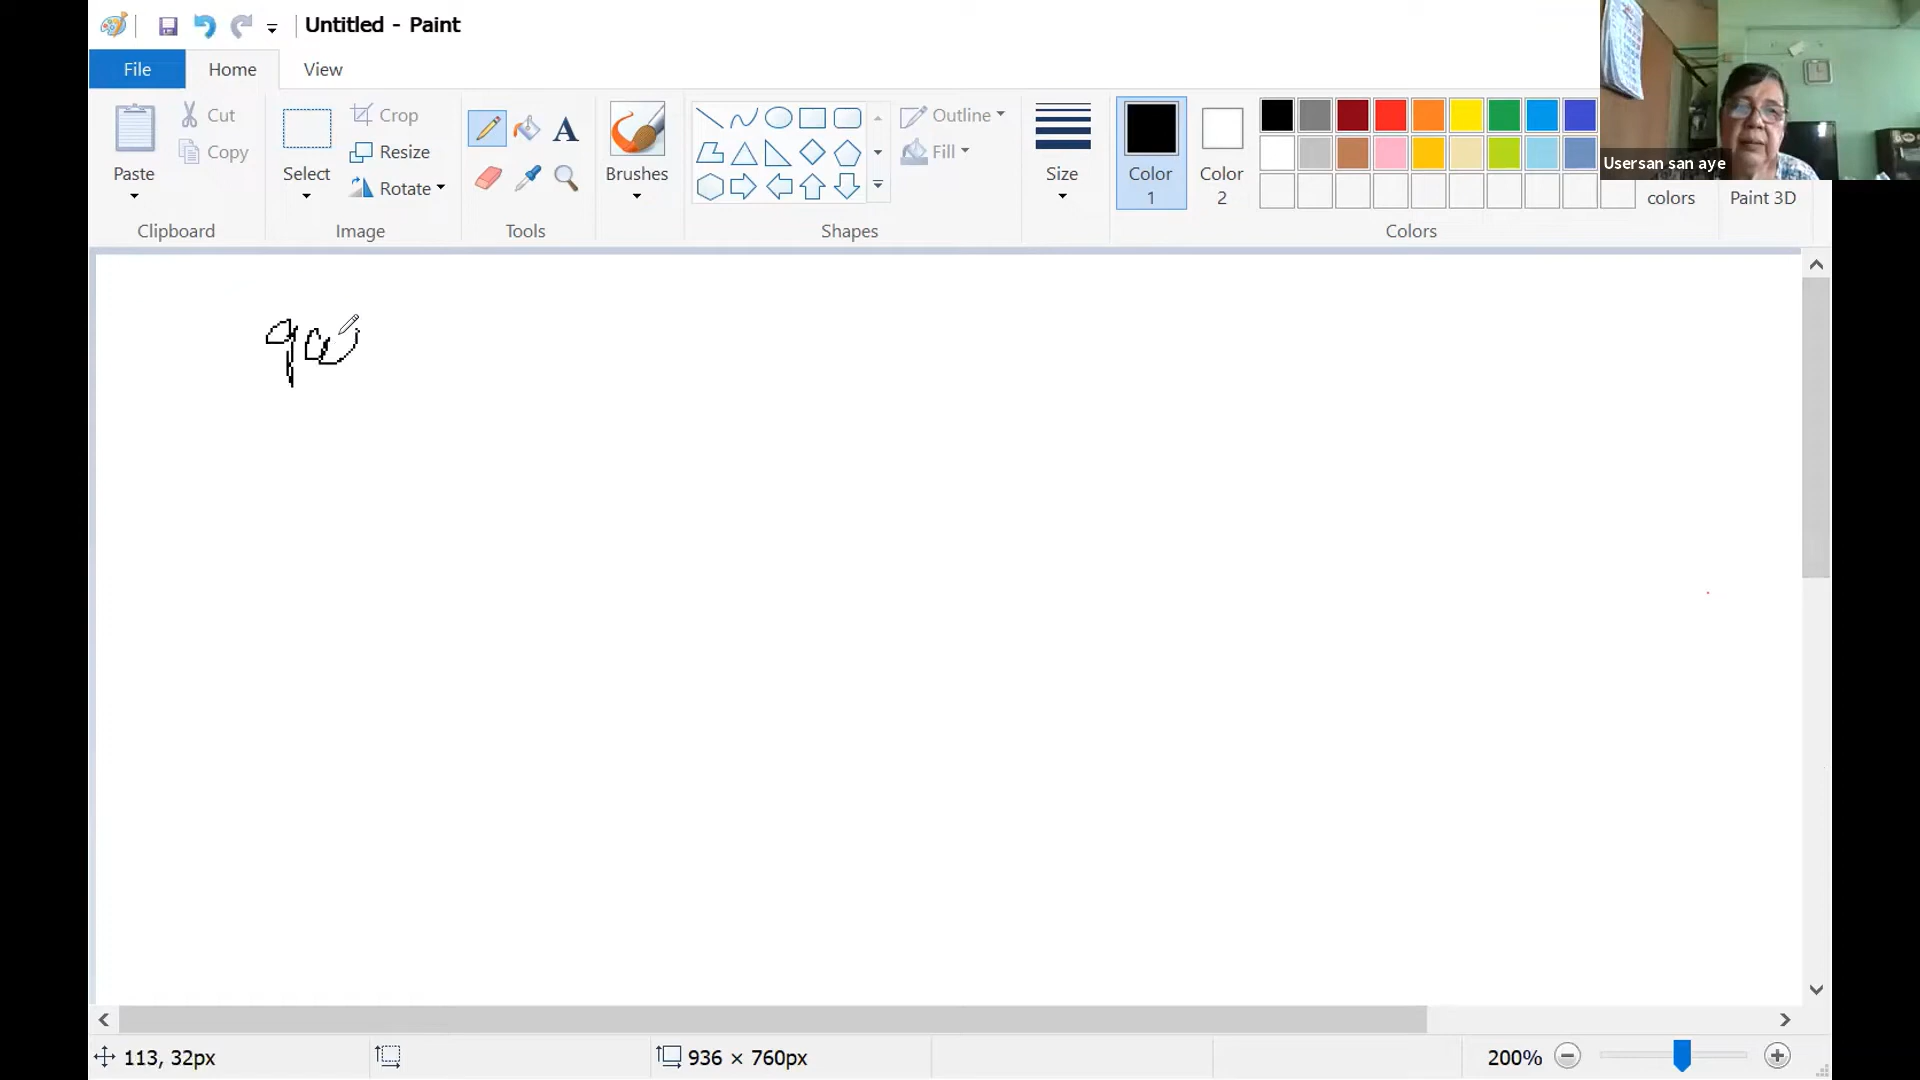 Untitled - Paint
File Home View
Paste
Cut
Copy
Clipboard
Select
Crop
Resize
Rotate
Image
A
Tools
Brushes
Shapes
Outline
Fill
Size
Color 1
Color 2
colors
Colors
Paint 3D
Usersan san aye
113, 32px
936 × 760px
200%